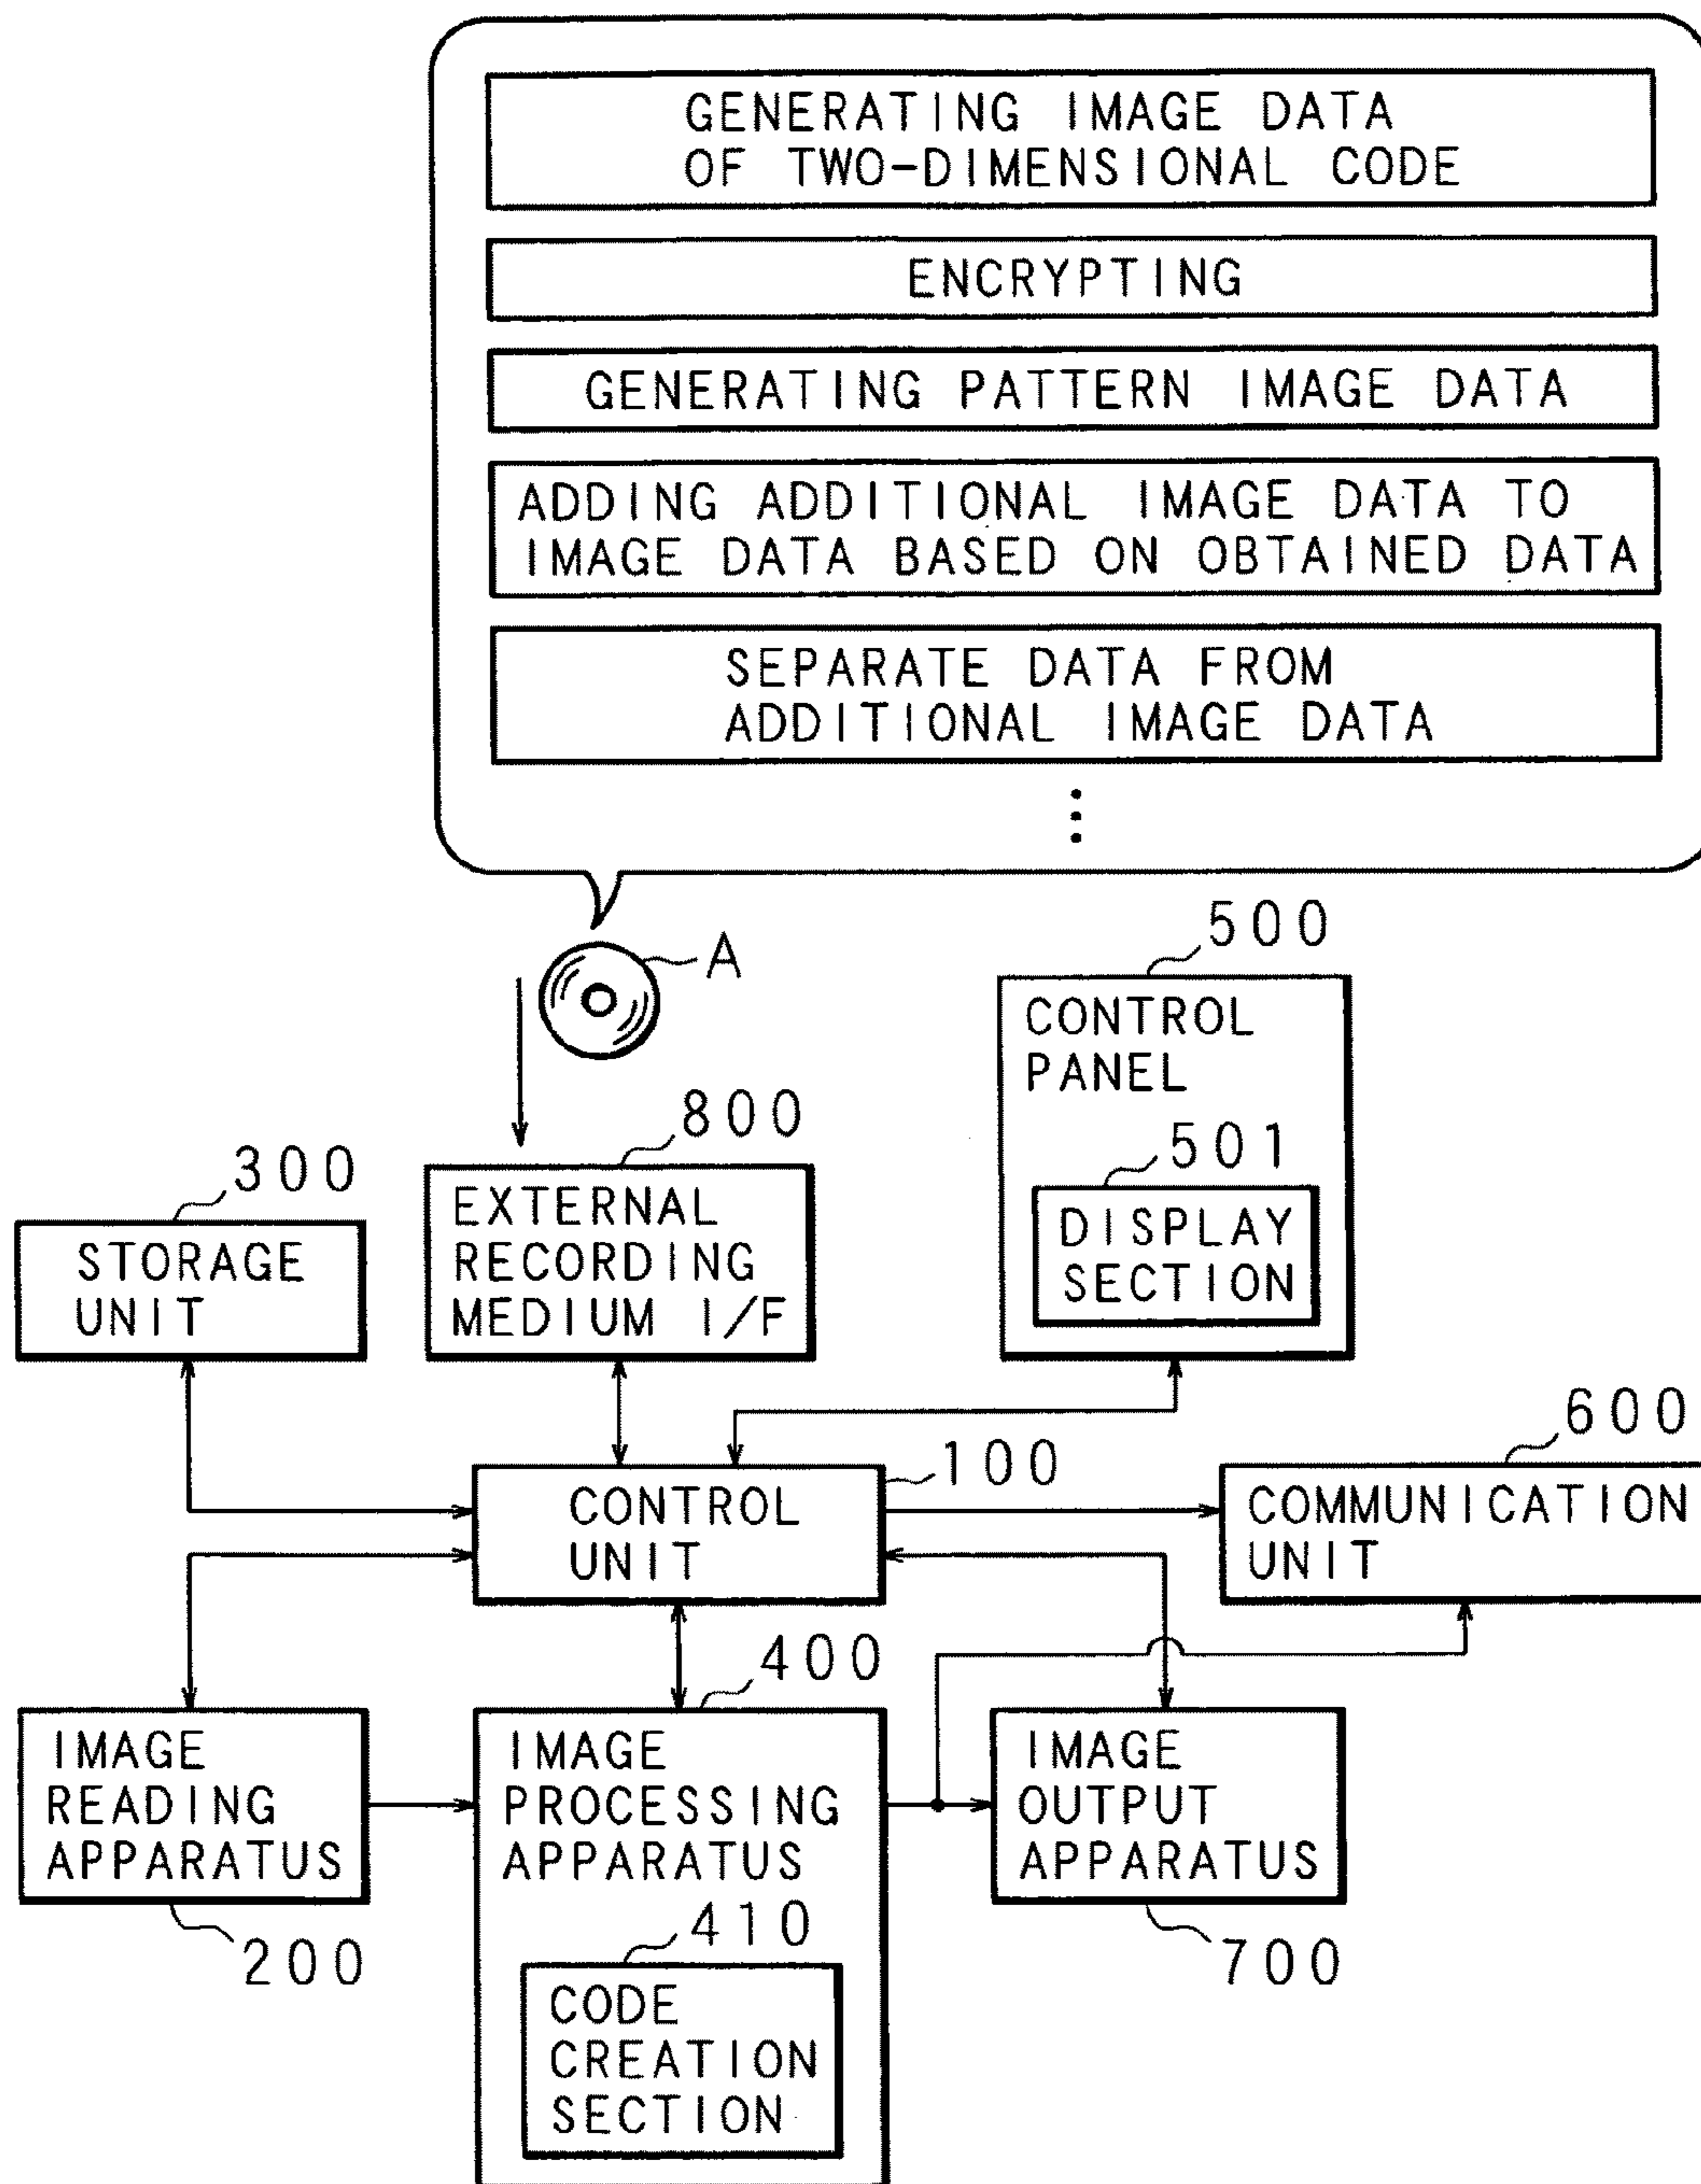 GENERATING IMAGE DATA
OF TWO-DIMENSIONAL CODE
ENCRYPTING
GENERATING PATTERN IMAGE DATA
ADDING ADDITIONAL IMAGE DATA TO
IMAGE DATA BASED ON OBTAINED DATA
SEPARATE DATA FROM
ADDITIONAL IMAGE DATA
A
500
CONTROL
PANEL
501
DISPLAY
SECTION
800
EXTERNAL
RECORDING
MEDIUM I/F
300
STORAGE
UNIT
100
CONTROL
UNIT
600
COMMUNICATION
UNIT
400
IMAGE
READING
APPARATUS
200
IMAGE
PROCESSING
APPARATUS
410
CODE
CREATION
SECTION
IMAGE
OUTPUT
APPARATUS
700